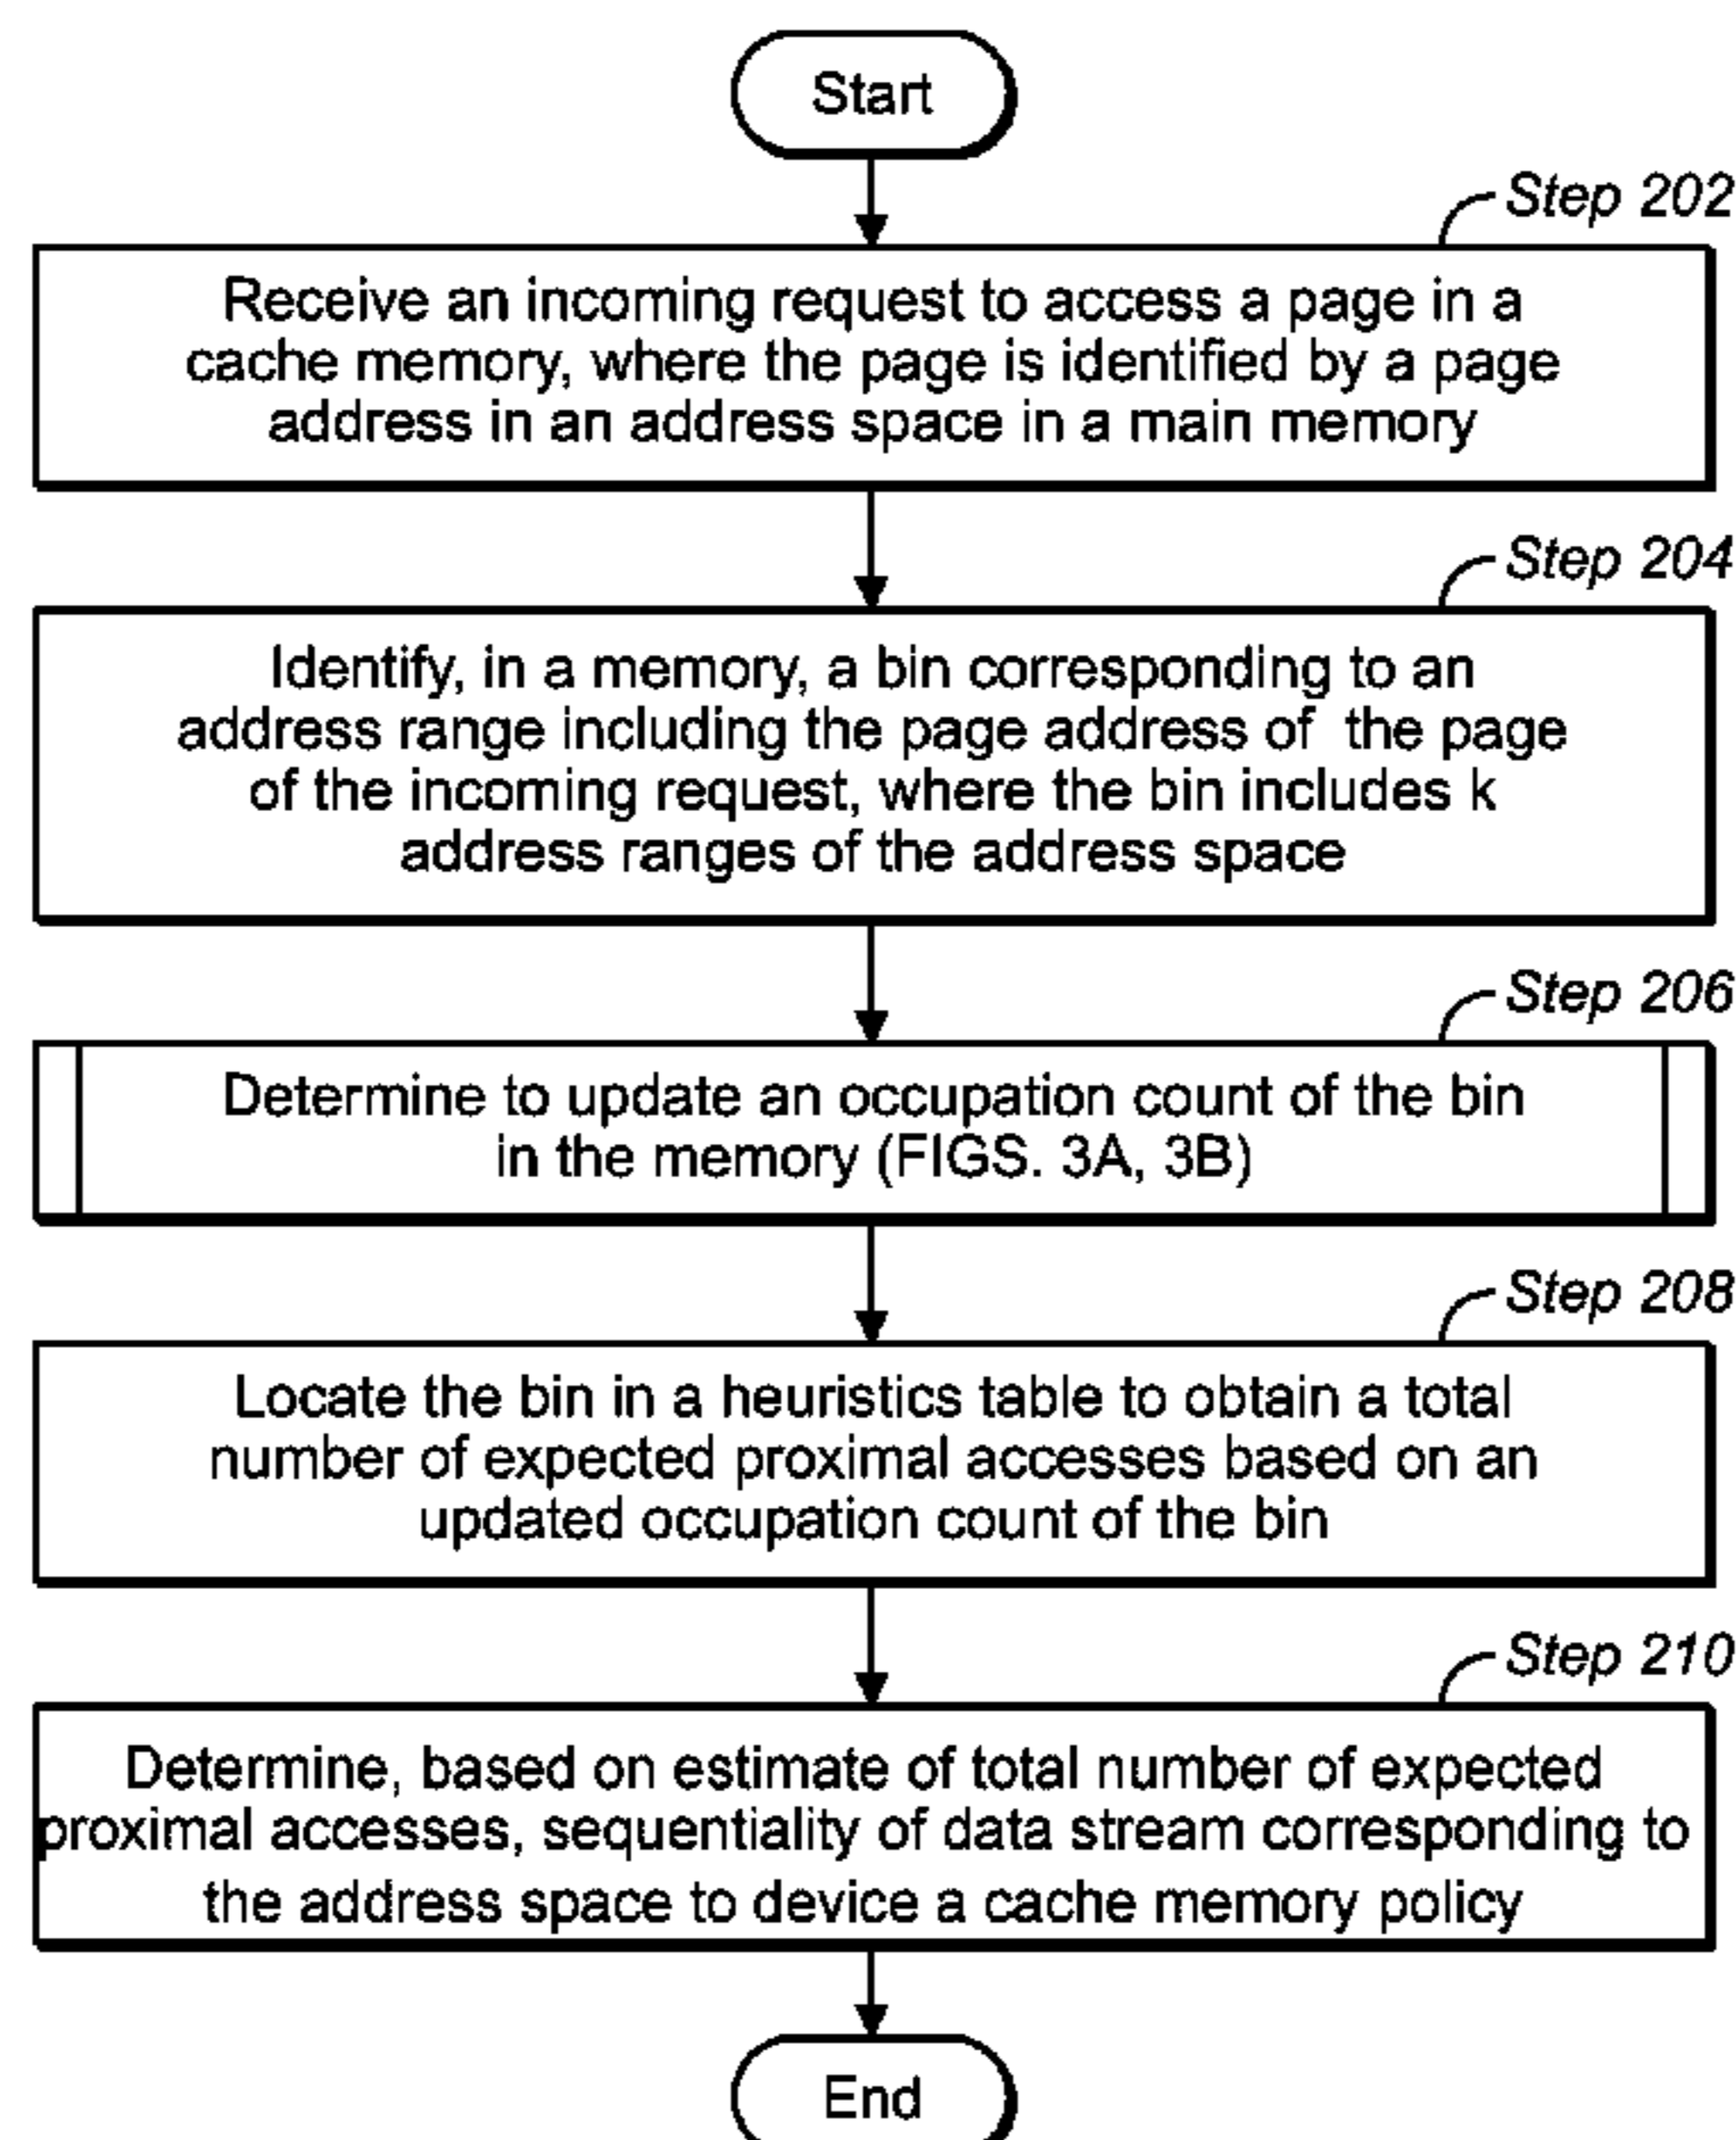 Start
Step 202
Receive an incoming request to access a page in a
cache memory, where the page is identified by a page
address in an address space in a main memory
Step 204
Identify, in a memory, a bin corresponding to an
address range including the page address of the page
of the incoming request, where the bin includes k
address ranges of the address space
Step 206
Determine to update an occupation count of the bin
in the memory (FIGS. 3A, 3B)
Step 208
Locate the bin in a heuristics table to obtain a total
number of expected proximal accesses based on an
updated occupation count of the bin
Step 210
Determine, based on estimate of total number of expected
proximal accesses, sequentiality of data stream corresponding to
the address space to device a cache memory policy
End